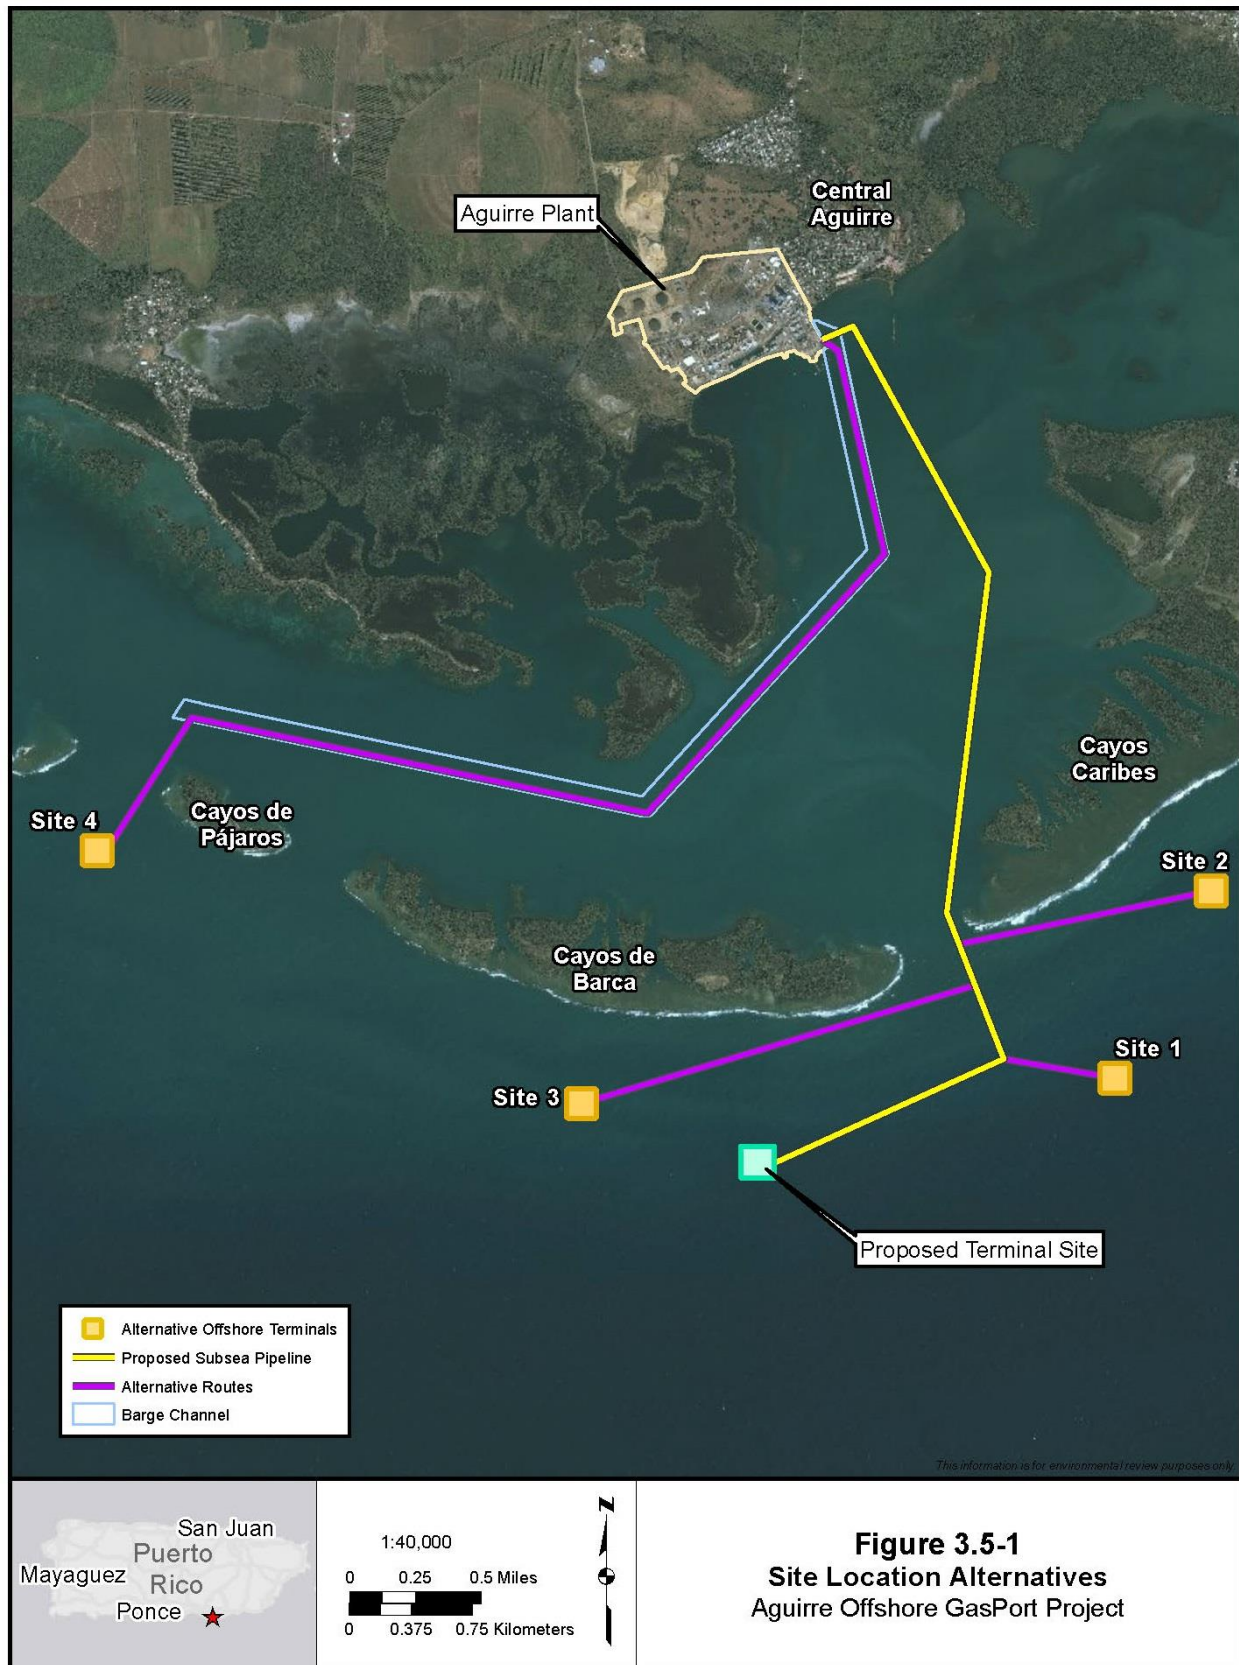 Central
Aguirre
Aguirre Plant
Cayos
Caribes
Site 4
Cayos de
Pájaros
Site 2
Cayos de
Barca
Site 1
Site 3
Proposed Terminal Site
Alternative Offshore Terminals
Proposed Subsea Pipeline
Alternative Routes
Barge Channel
This information is for environmental review purposes only.
San Juan
Puerto
Rico
Mayaguez
Ponce
1:40,000
0 0.25 0.5 Miles
0 0.375 0.75 Kilometers
N
Figure 3.5-1
Site Location Alternatives
Aguirre Offshore GasPort Project